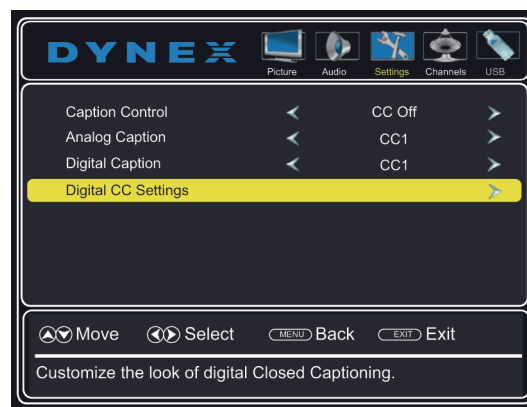 DYNEX
Picture Audio Settings Channels USB
Caption Control CC Off
Analog Caption CC1
Digital Caption CC1
Digital CC Settings
Move Select MENU Back EXIT Exit
Customize the look of digital Closed Captioning.